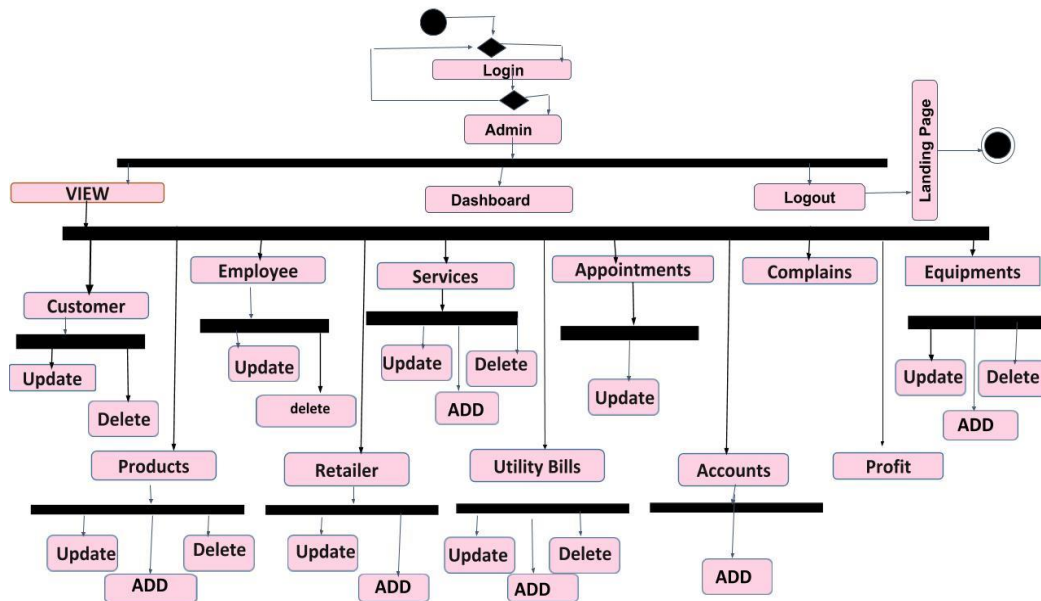 Login
Admin
VIEW
Dashboard
Logout
Landing Page
Customer
Employee
Services
Appointments
Complains
Equipments
Update
Delete
Update
delete
Update
ADD
Delete
Update
Update
ADD
Delete
Products
Retailer
Utility Bills
Accounts
Profit
Update
ADD
Delete
Update
ADD
Update
ADD
Delete
ADD